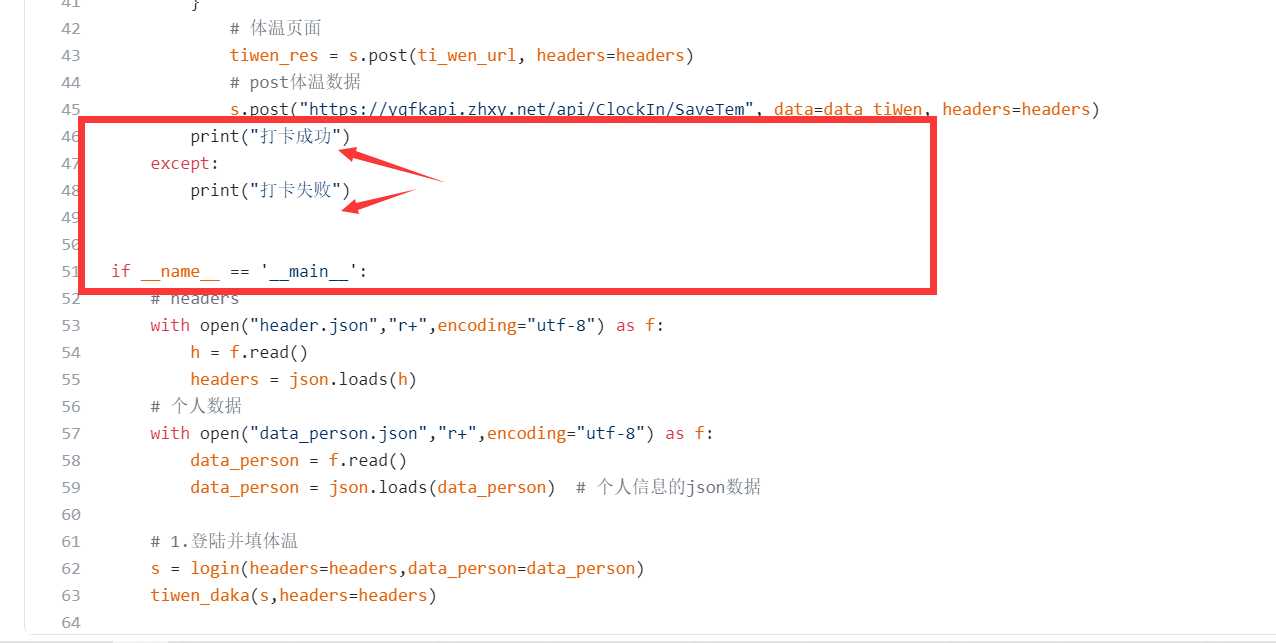 41 }
42 # 体温页面
43 tiwen_res = s.post(ti_wen_url, headers=headers)
44 # post体温数据
45 s.post("https://yqfkapi.zhxy.net/api/ClockIn/SaveTem", data=data_tiWen, headers=headers)
46 print("打卡成功")
47 except:
48 print("打卡失败")
49
50
51 if __name__ == '__main__':
52 # headers
53 with open("header.json","r+",encoding="utf-8") as f:
54 h = f.read()
55 headers = json.loads(h)
56 # 个人数据
57 with open("data_person.json","r+",encoding="utf-8") as f:
58 data_person = f.read()
59 data_person = json.loads(data_person) # 个人信息的json数据
60
61 # 1.登陆并填体温
62 s = login(headers=headers,data_person=data_person)
63 tiwen_daka(s,headers=headers)
64